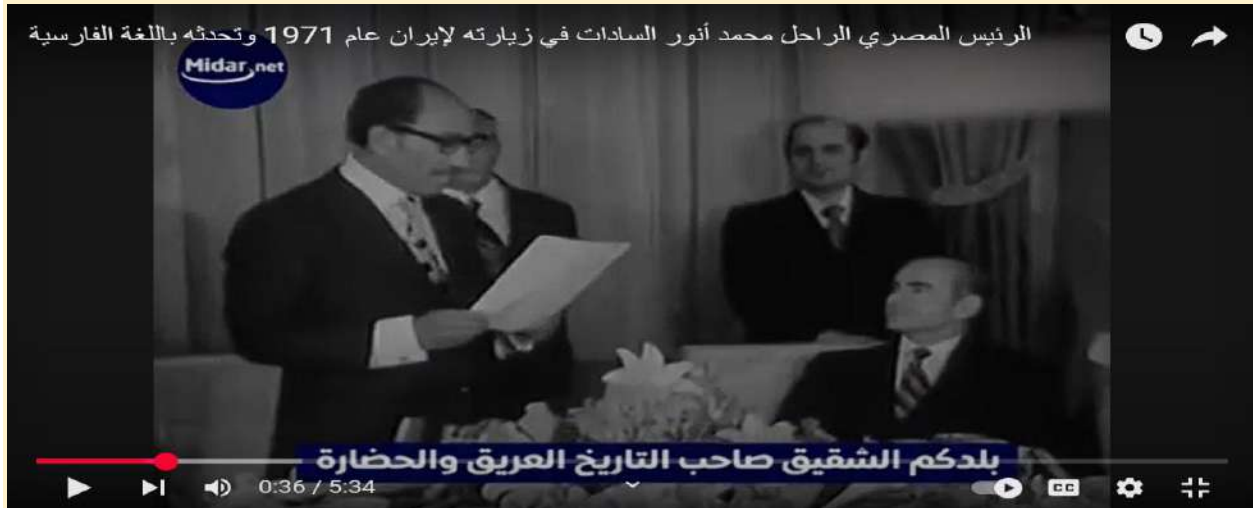 الرئيس المصري الراحل محمد أنور السادات في زيارته لإيران عام 1971 وتحدثه باللغة الفارسية
Midar.net
بلدكم الشقيق صاحب التاريخ العريق والحضارة
0:36 / 5:34
CC